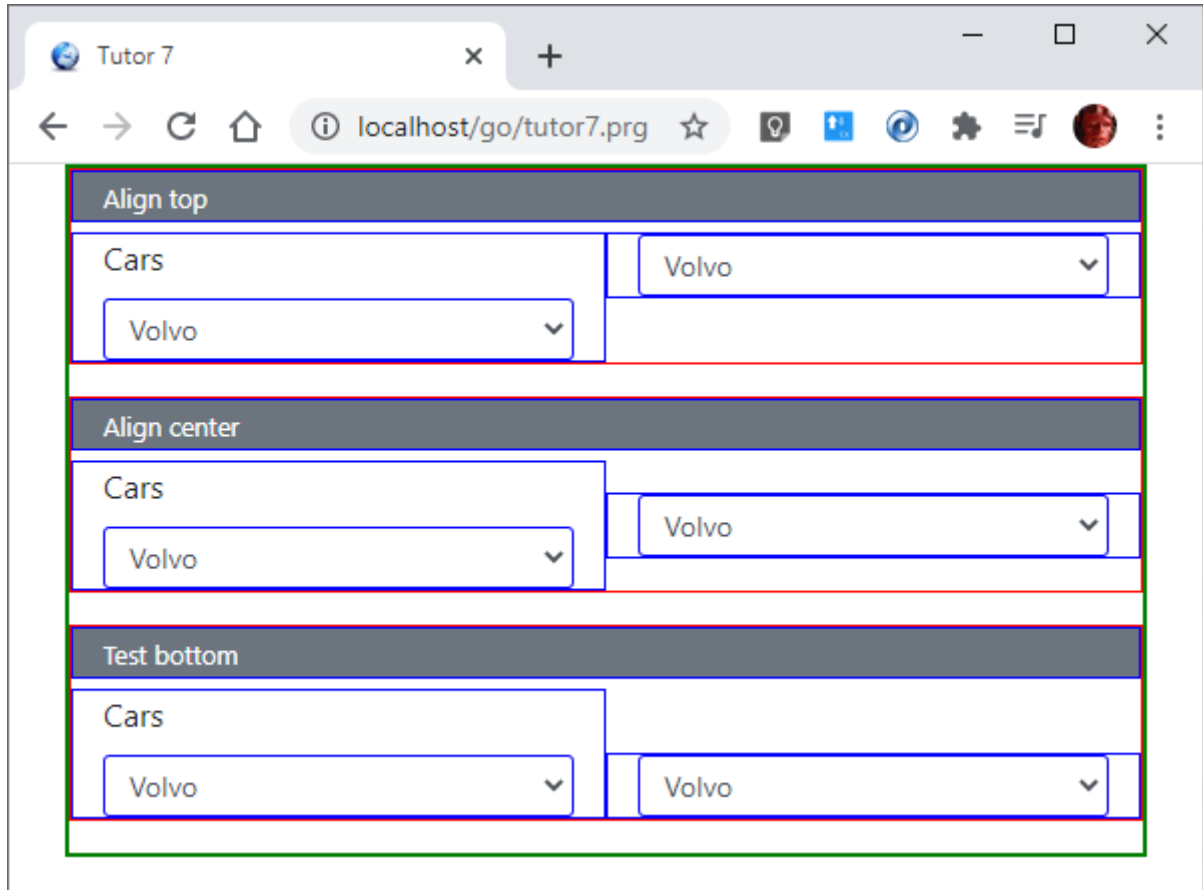 Tutor 7
localhost/go/tutor7.prg
Align top
Cars
Volvo
Volvo
Align center
Cars
Volvo
Volvo
Test bottom
Cars
Volvo
Volvo